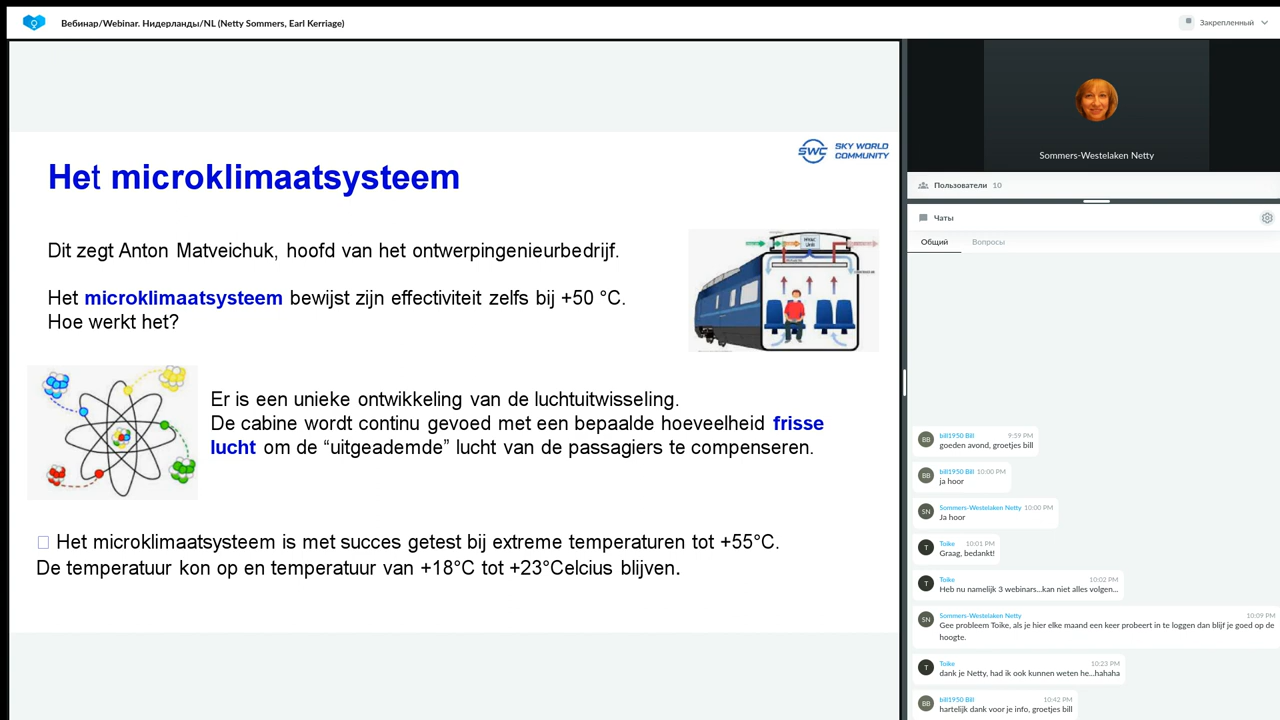 Вебинар/Webinar. Нидерланды/NL (Netty Sommers, Earl Kerriage)
Закрепленный
SWC SKY WORLD
COMMUNITY
Het microklimaatsysteem
Dit zegt Anton Matveichuk, hoofd van het ontwerpingenieurbedrijf.
Het microklimaatsysteem bewijst zijn effectiviteit zelfs bij +50 °C.
Hoe werkt het?
Er is een unieke ontwikkeling van de luchtuitwisseling.
De cabine wordt continu gevoed met een bepaalde hoeveelheid frisse
lucht om de “uitgeademde” lucht van de passagiers te compenseren.
Het microklimaatsysteem is met succes getest bij extreme temperaturen tot +55°C.
De temperatuur kon op en temperatuur van +18°C tot +23°Celcius blijven.
Sommers-Westelaken Netty
Пользователи 10
Чаты
Общий Вопросы
BB bill1950 Bill 9:59 PM
goeden avond, groetjes bill
BB bill1950 Bill 10:00 PM
ja hoor
SN Sommers-Westelaken Netty 10:00 PM
Ja hoor
T Toike 10:01 PM
Graag, bedankt!
T Toike 10:02 PM
Heb nu namelijk 3 webinars...kan niet alles volgen...
SN Sommers-Westelaken Netty 10:09 PM
Gee probleem Toike, als je hier elke maand een keer probeert in te loggen dan blijf je goed op de
hoogte.
T Toike 10:23 PM
dank je Netty, had ik ook kunnen weten he...hahaha
BB bill1950 Bill 10:42 PM
hartelijk dank voor je info, groetjes bill